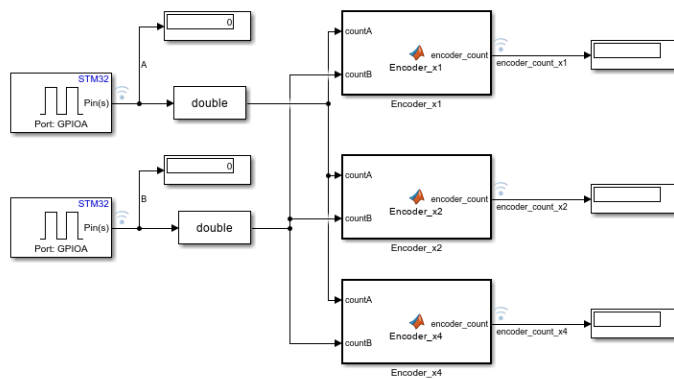 0
countA
Encoder_x1
encoder_count
countB
encoder_count_x1
Encoder_x1
A
STM32
Pin(s)
Port: GPIOA
double
0
B
STM32
Pin(s)
Port: GPIOA
double
countA
Encoder_x2
encoder_count
countB
encoder_count_x2
Encoder_x2
countA
Encoder_x4
encoder_count
countB
encoder_count_x4
Encoder_x4